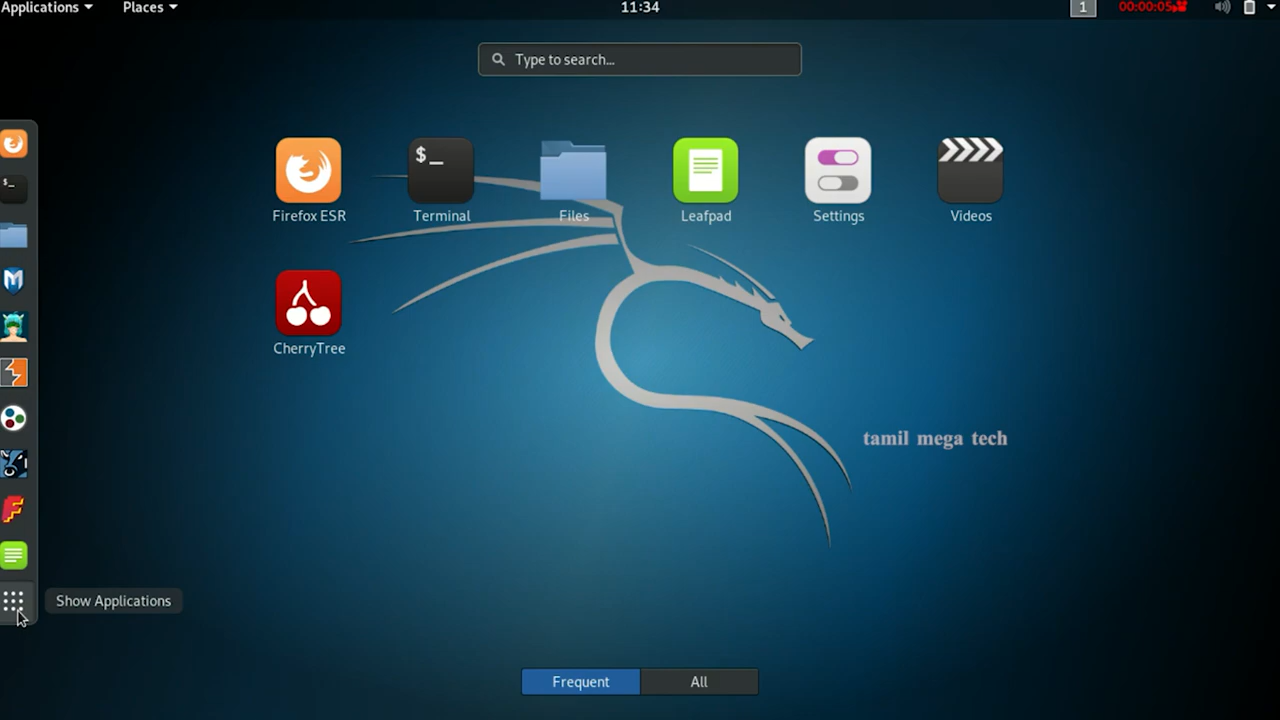 Applications Places 11:34 1 00:00:05
Type to search...
$_
Firefox ESR Terminal Files Leafpad Settings Videos
CherryTree
tamil mega tech
Show Applications
Frequent All